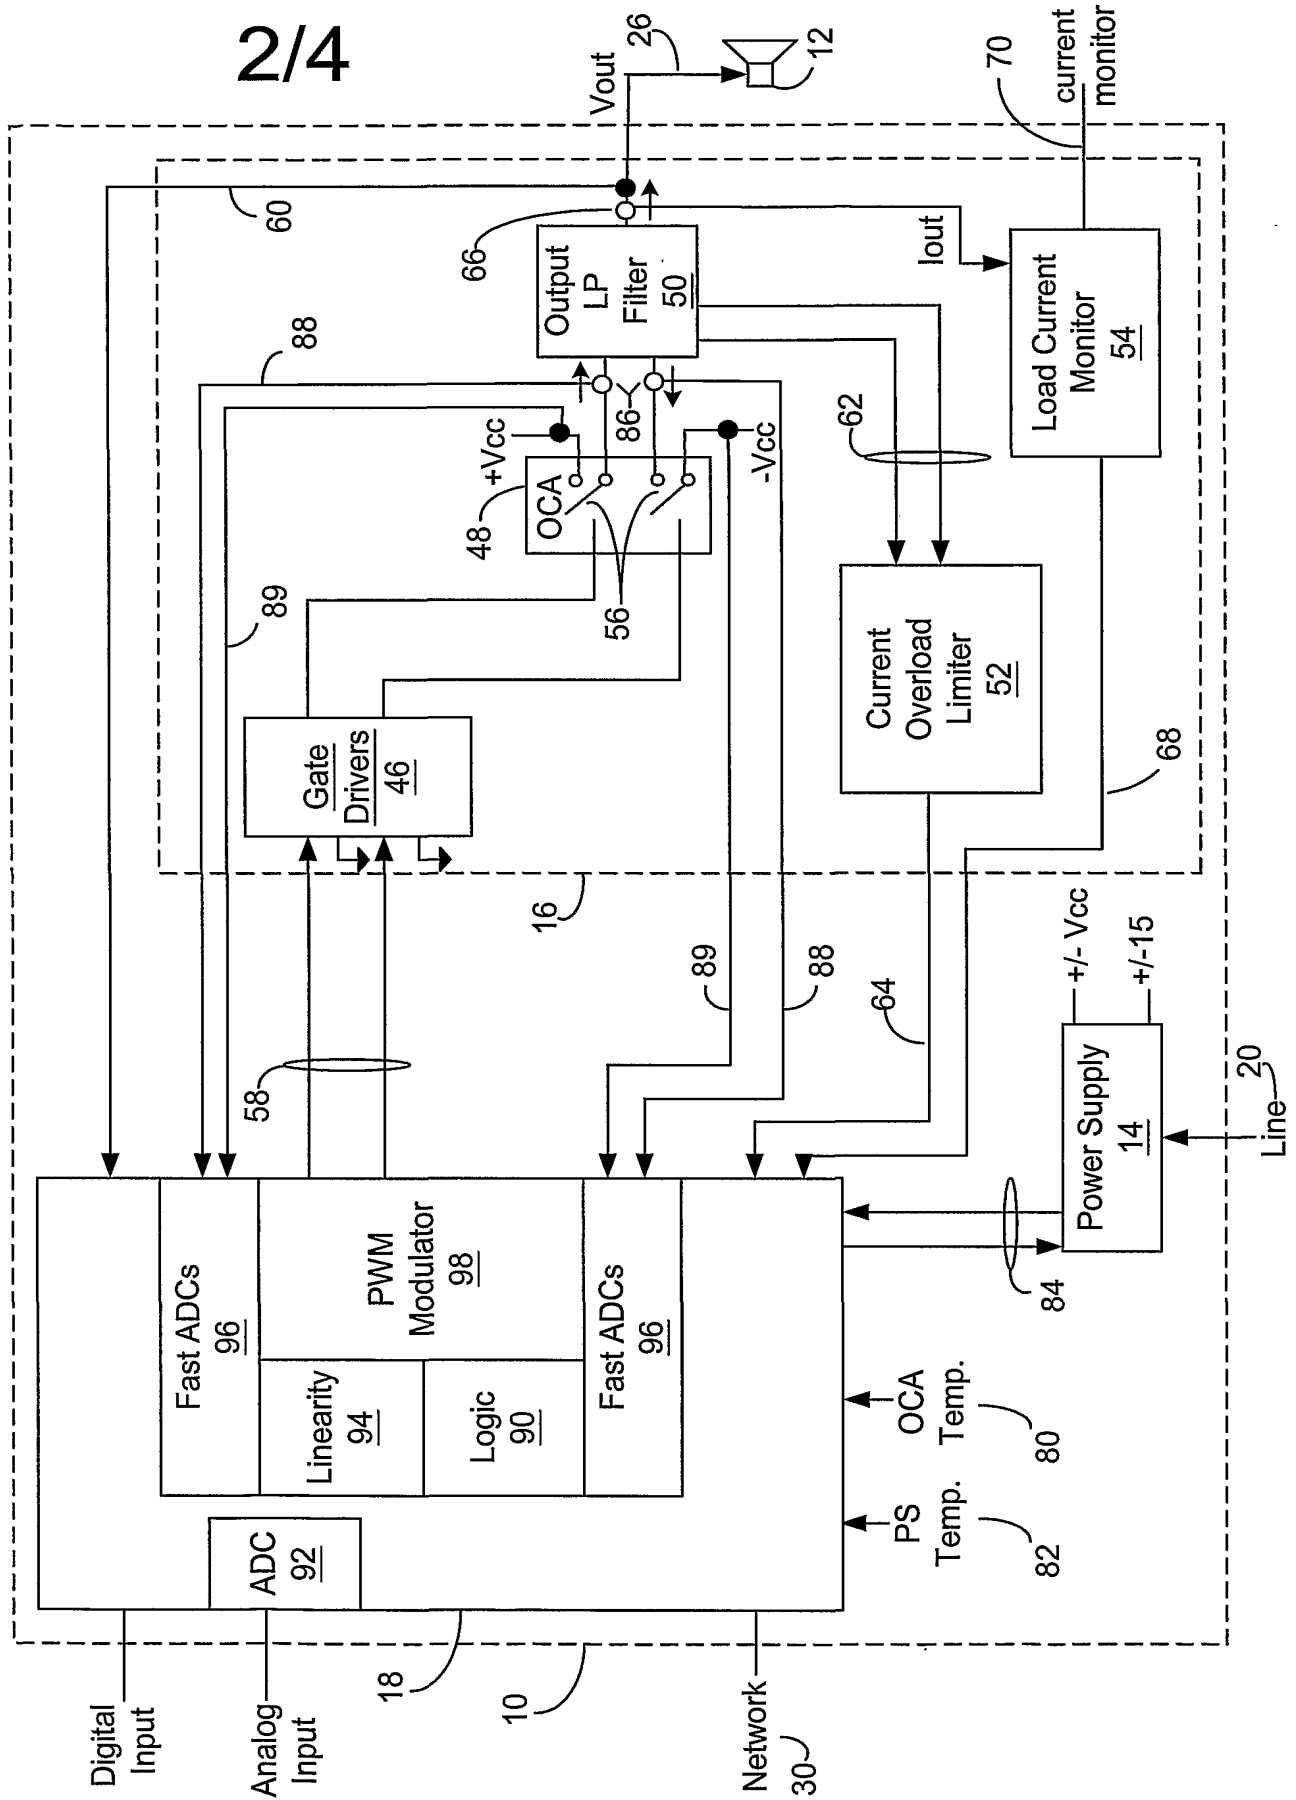 2/4
Digital
Input
Analog
Input
18
10
Network
30
ADC
92
Fast ADCs
96
Linearity
94
Logic
90
PWM
Modulator
98
Fast ADCs
96
PS
Temp.
82
OCA
Temp.
80
84
Power Supply
14
+/- Vcc
+/-15
Line
20
58
89
88
64
16
Gate
Drivers
46
89
88
60
48
OCA
+Vcc
-Vcc
56
86
Output
LP
Filter
50
66
Vout
26
12
62
Current
Overload
Limiter
52
68
Iout
Load Current
Monitor
54
70
current
monitor